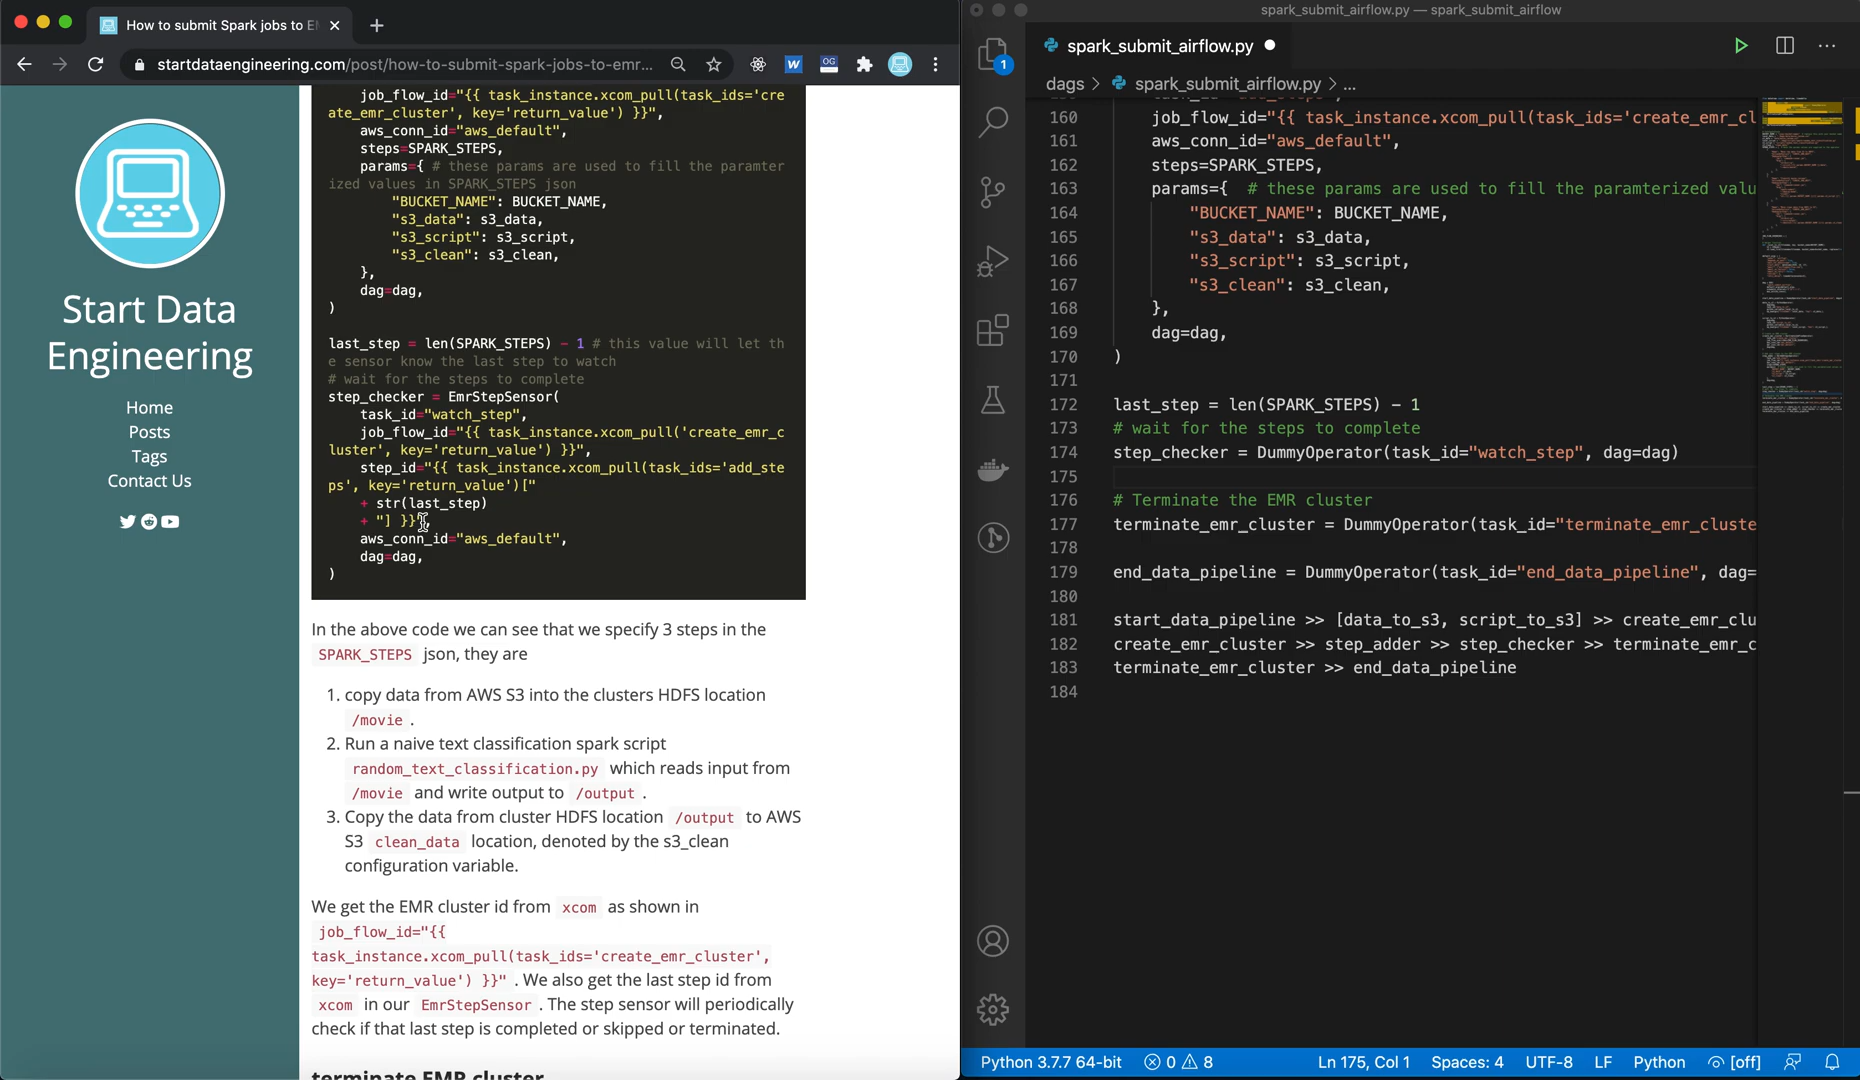 How to submit Spark jobs to EM
startdataengineering.com/post/how-to-submit-spark-jobs-to-emr...
W
OG
Start Data
Engineering
Home
Posts
Tags
Contact Us
job_flow_id="{{ task_instance.xcom_pull(task_ids='cre
ate_emr_cluster', key='return_value') }}",
aws_conn_id="aws_default",
steps=SPARK_STEPS,
params={ # these params are used to fill the paramter
ized values in SPARK_STEPS json
"BUCKET_NAME": BUCKET_NAME,
"s3_data": s3_data,
"s3_script": s3_script,
"s3_clean": s3_clean,
},
dag=dag,
)
last_step = len(SPARK_STEPS) - 1 # this value will let th
e sensor know the last step to watch
# wait for the steps to complete
step_checker = EmrStepSensor(
task_id="watch_step",
job_flow_id="{{ task_instance.xcom_pull('create_emr_c
luster', key='return_value') }}",
step_id="{{ task_instance.xcom_pull(task_ids='add_ste
ps', key='return_value')["
+ str(last_step)
+ "] }}",
aws_conn_id="aws_default",
dag=dag,
)
In the above code we can see that we specify 3 steps in the
SPARK_STEPS json, they are
1. copy data from AWS S3 into the clusters HDFS location
/movie .
2. Run a naive text classification spark script
random_text_classification.py which reads input from
/movie and write output to /output .
3. Copy the data from cluster HDFS location /output to AWS
S3 clean_data location, denoted by the s3_clean
configuration variable.
We get the EMR cluster id from xcom as shown in
job_flow_id="{{
task_instance.xcom_pull(task_ids='create_emr_cluster',
key='return_value') }}" . We also get the last step id from
xcom in our EmrStepSensor . The step sensor will periodically
check if that last step is completed or skipped or terminated.
terminate EMR cluster
spark_submit_airflow.py — spark_submit_airflow
spark_submit_airflow.py
dags > spark_submit_airflow.py > ...
1
160 job_flow_id="{{ task_instance.xcom_pull(task_ids='create_emr_cl
161 aws_conn_id="aws_default",
162 steps=SPARK_STEPS,
163 params={ # these params are used to fill the paramterized valu
164 "BUCKET_NAME": BUCKET_NAME,
165 "s3_data": s3_data,
166 "s3_script": s3_script,
167 "s3_clean": s3_clean,
168 },
169 dag=dag,
170 )
171
172 last_step = len(SPARK_STEPS) - 1
173 # wait for the steps to complete
174 step_checker = DummyOperator(task_id="watch_step", dag=dag)
175
176 # Terminate the EMR cluster
177 terminate_emr_cluster = DummyOperator(task_id="terminate_emr_cluste
178
179 end_data_pipeline = DummyOperator(task_id="end_data_pipeline", dag=
180
181 start_data_pipeline >> [data_to_s3, script_to_s3] >> create_emr_clu
182 create_emr_cluster >> step_adder >> step_checker >> terminate_emr_c
183 terminate_emr_cluster >> end_data_pipeline
184
Python 3.7.7 64-bit 0 8 Ln 175, Col 1 Spaces: 4 UTF-8 LF Python [off]